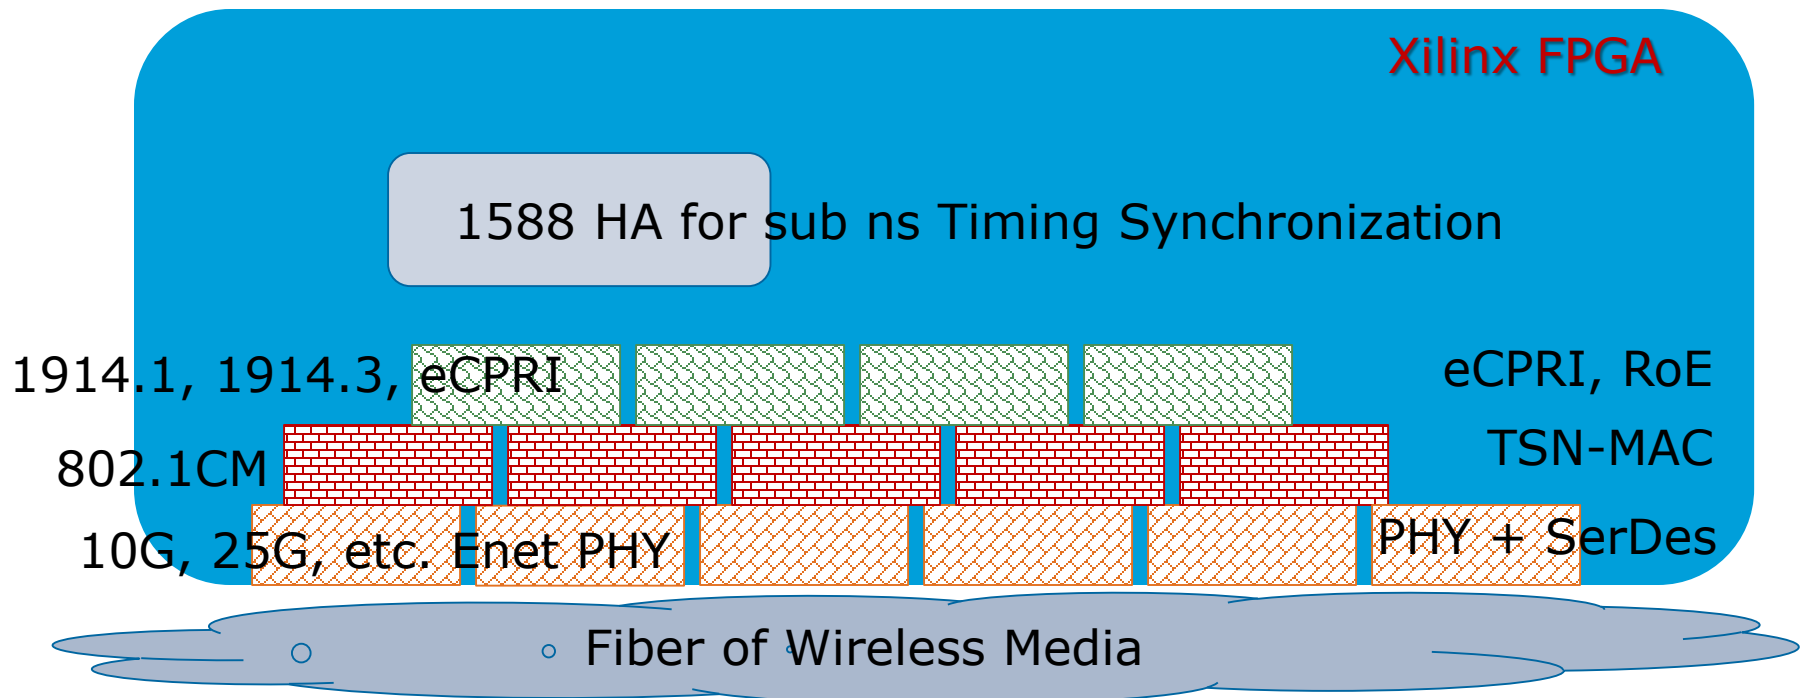 Xilinx FPGA
1588 HA for sub ns Timing Synchronization
1914.1, 1914.3, eCPRI
eCPRI, RoE
802.1CM
TSN-MAC
10G, 25G, etc. Enet PHY
PHY + SerDes
Fiber of Wireless Media